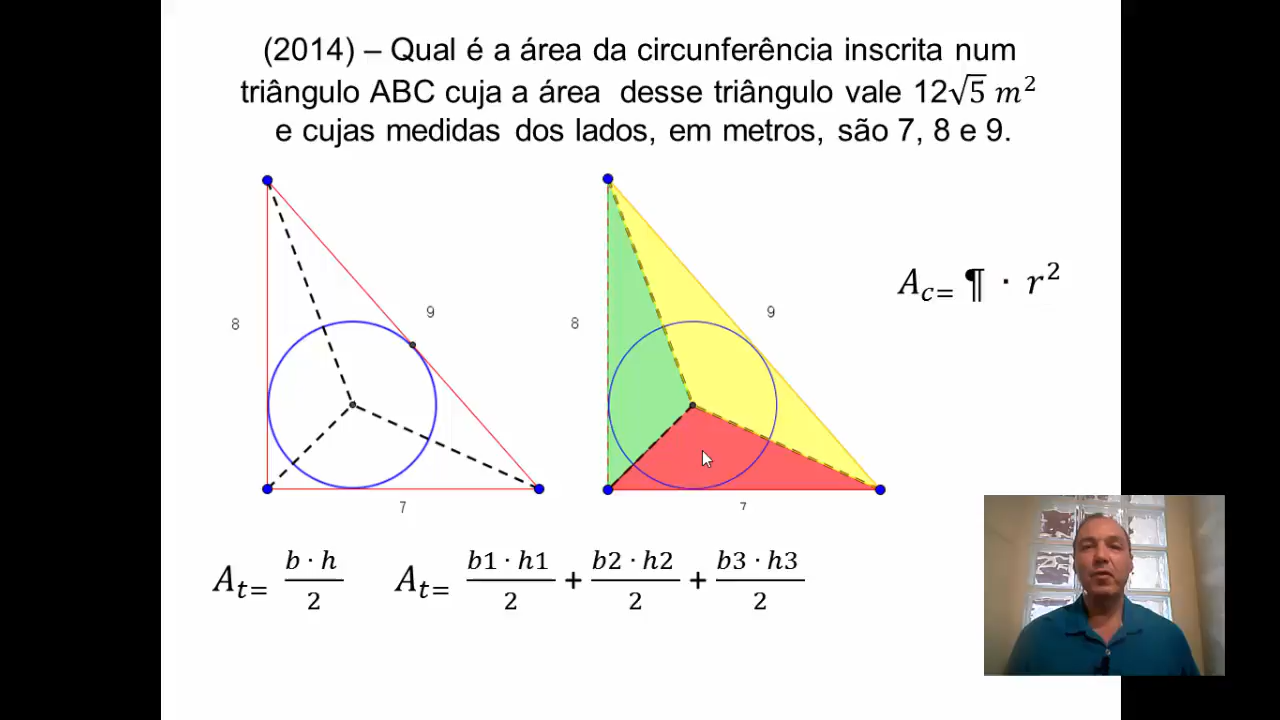 (2014) – Qual é a área da circunferência inscrita num
triângulo ABC cuja a área desse triângulo vale 12√5 m²
e cujas medidas dos lados, em metros, são 7, 8 e 9.
8
9
7
8
9
7
A_c= ¶ · r²
A_t= b · h / 2
A_t= b1 · h1 / 2 + b2 · h2 / 2 + b3 · h3 / 2